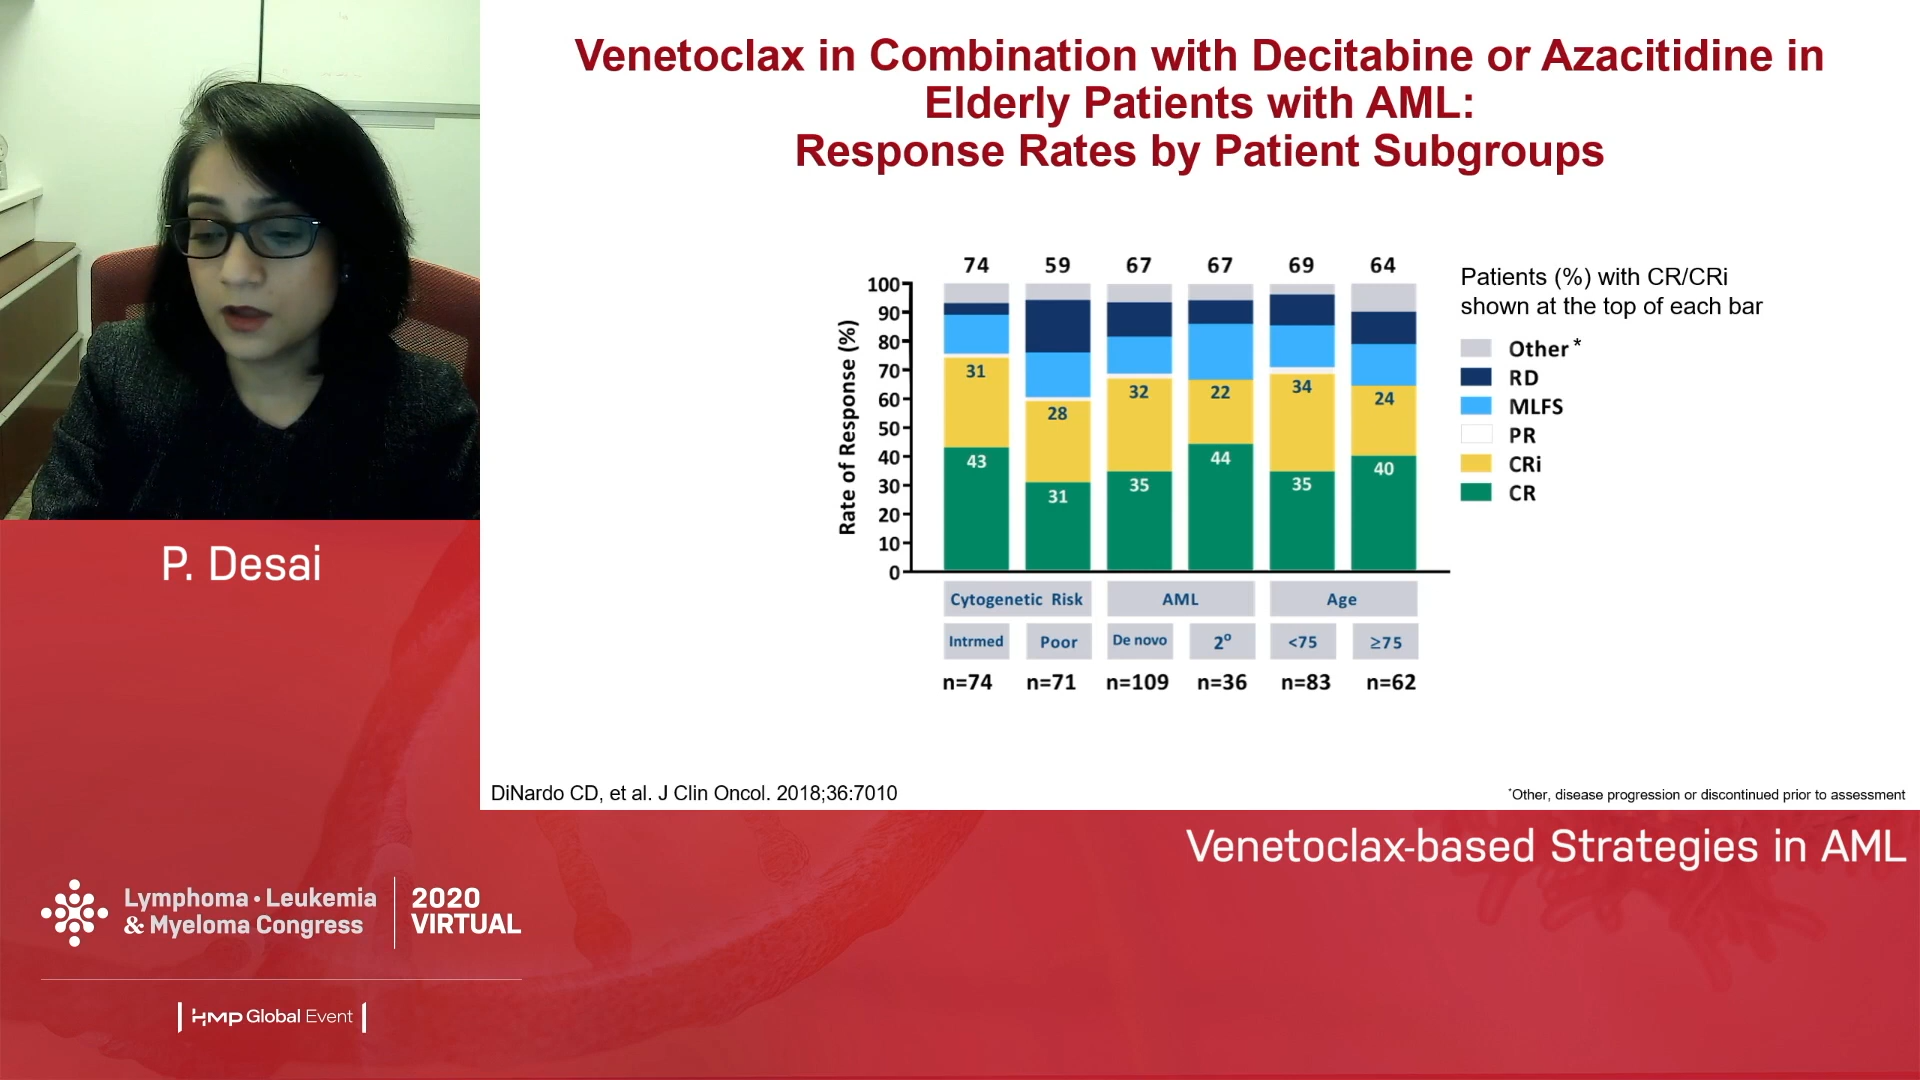 Venetoclax in Combination with Decitabine or Azacitidine in
Elderly Patients with AML:
Response Rates by Patient Subgroups
74 59 67 67 69 64
Patients (%) with CR/CRi
shown at the top of each bar
Rate of Response (%)
100
90
80
70
60
50
40
30
20
10
0
31 28 32 22 34 24
43 31 35 44 35 40
Other *
RD
MLFS
PR
CRi
CR
Cytogenetic Risk AML Age
Intrmed Poor De novo 2º <75 ≥75
n=74 n=71 n=109 n=36 n=83 n=62
DiNardo CD, et al. J Clin Oncol. 2018;36:7010
*Other, disease progression or discontinued prior to assessment
P. Desai
Venetoclax-based Strategies in AML
Lymphoma • Leukemia
& Myeloma Congress
2020
VIRTUAL
HMP Global Event